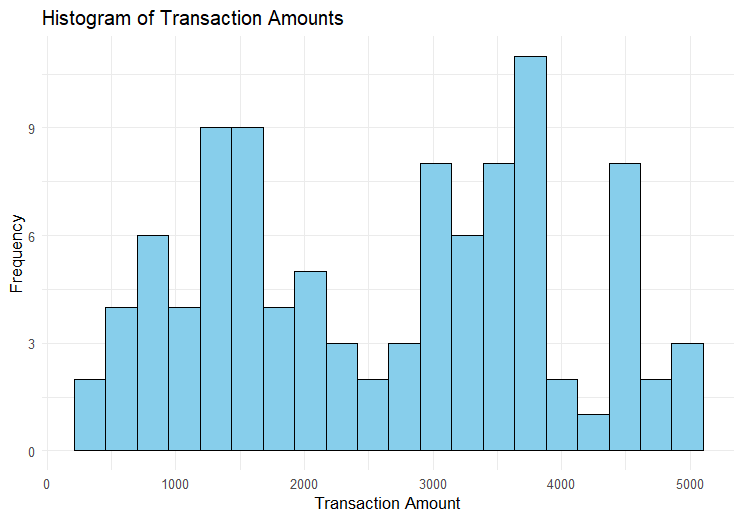 Histogram of Transaction Amounts
9
6
3
0
Frequency
0 1000 2000 3000 4000 5000
Transaction Amount